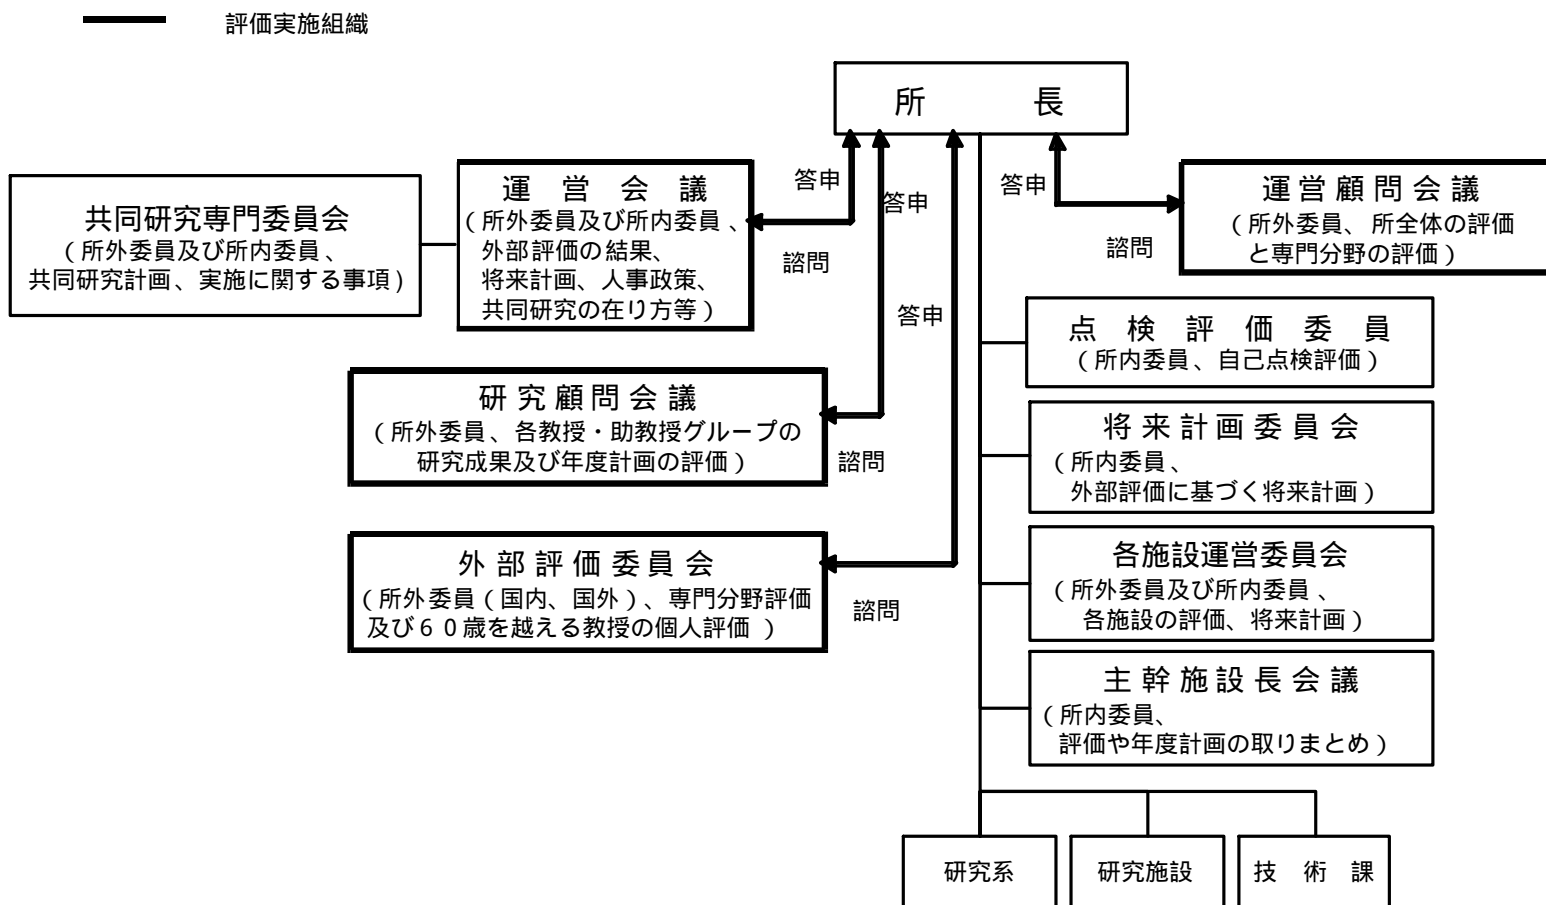 評価実施組織
所　　　長
答申
諮問
答申
諮問
答申
諮問
答申
諮問
共同研究専門委員会
（所外委員及び所内委員、
共同研究計画、実施に関する事項）
運　営　会　議
（所外委員及び所内委員、
外部評価の結果、
将来計画、人事政策、
共同研究の在り方等）
運営顧問会議
（所外委員、所全体の評価
と専門分野の評価）
研究顧問会議
（所外委員、各教授・助教授グループの
研究成果及び年度計画の評価）
外部評価委員会
（所外委員（国内、国外）、専門分野評価
及び６０歳を越える教授の個人評価）
点　検　評　価　委　員
（所内委員、自己点検評価）
将来計画委員会
（所内委員、
外部評価に基づく将来計画）
各施設運営委員会
（所外委員及び所内委員、
各施設の評価、将来計画）
主幹施設長会議
（所内委員、
評価や年度計画の取りまとめ）
研究系
研究施設
技　術　課